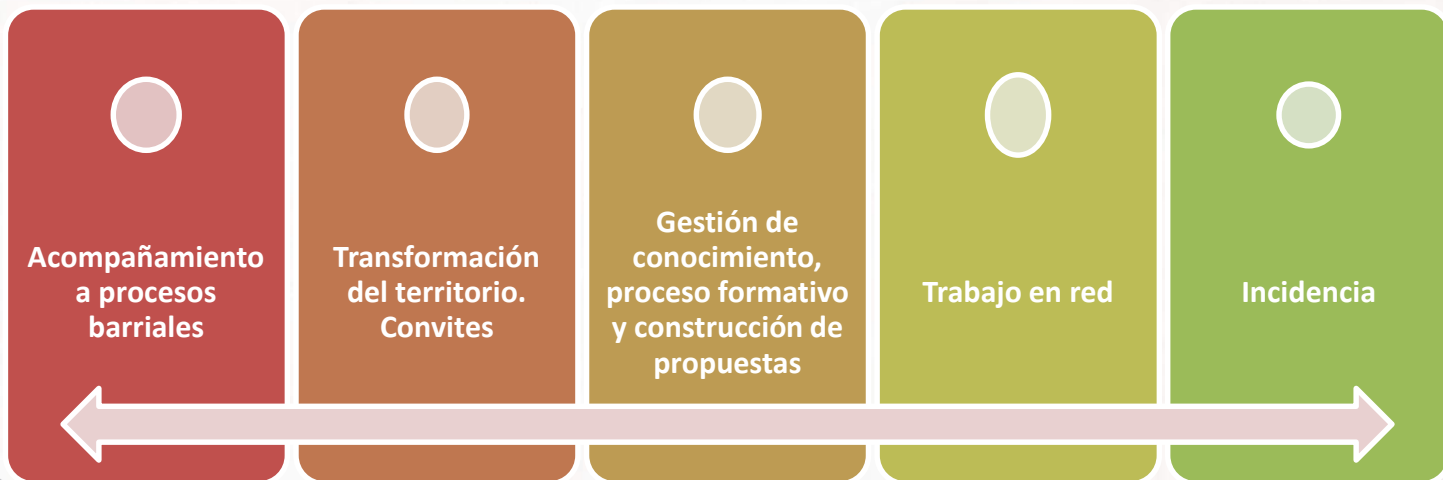 Acompañamiento
a procesos
barriales
Transformación
del territorio.
Convites
Gestión de
conocimiento,
proceso formativo
y construcción de
propuestas
Trabajo en red
Incidencia